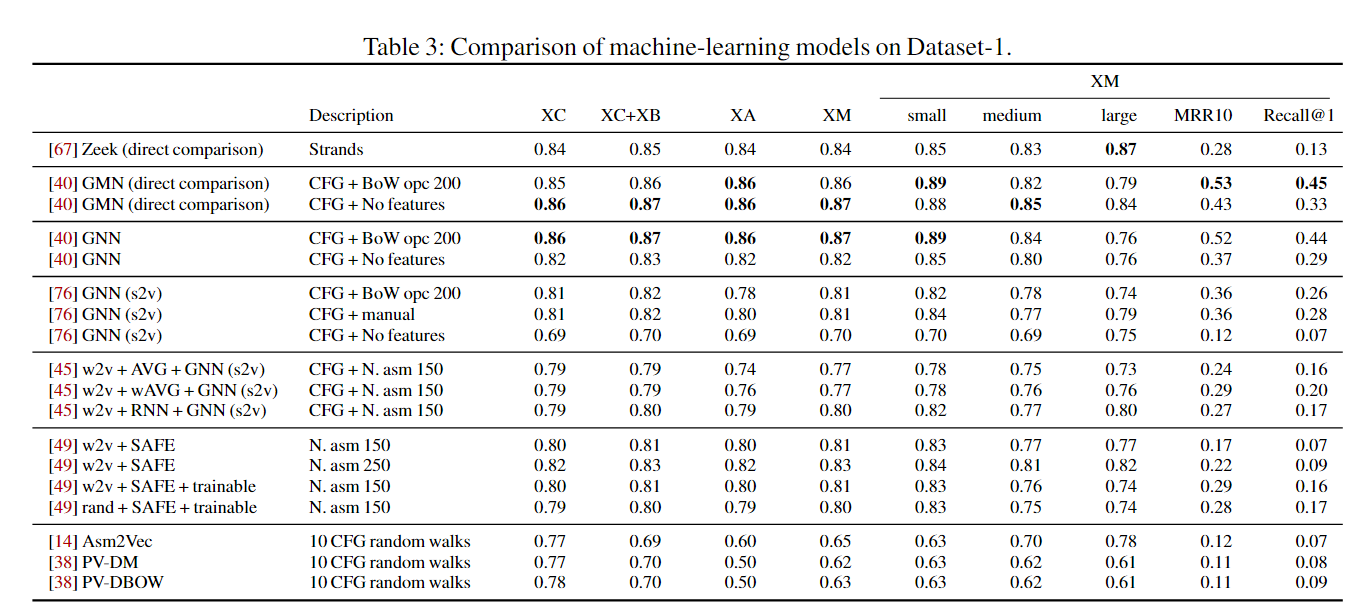 Table 3: Comparison of machine-learning models on Dataset-1.
XM
Description XC XC+XB XA XM small medium large MRR10 Recall@1
[67] Zeek (direct comparison) Strands 0.84 0.85 0.84 0.84 0.85 0.83 0.87 0.28 0.13
[40] GMN (direct comparison) CFG + BoW opc 200 0.85 0.86 0.86 0.86 0.89 0.82 0.79 0.53 0.45
[40] GMN (direct comparison) CFG + No features 0.86 0.87 0.86 0.87 0.88 0.85 0.84 0.43 0.33
[40] GNN CFG + BoW opc 200 0.86 0.87 0.86 0.87 0.89 0.84 0.76 0.52 0.44
[40] GNN CFG + No features 0.82 0.83 0.82 0.82 0.85 0.80 0.76 0.37 0.29
[76] GNN (s2v) CFG + BoW opc 200 0.81 0.82 0.78 0.81 0.82 0.78 0.74 0.36 0.26
[76] GNN (s2v) CFG + manual 0.81 0.82 0.80 0.81 0.84 0.77 0.79 0.36 0.28
[76] GNN (s2v) CFG + No features 0.69 0.70 0.69 0.70 0.70 0.69 0.75 0.12 0.07
[45] w2v + AVG + GNN (s2v) CFG + N. asm 150 0.79 0.79 0.74 0.77 0.78 0.75 0.73 0.24 0.16
[45] w2v + wAVG + GNN (s2v) CFG + N. asm 150 0.79 0.79 0.76 0.77 0.78 0.76 0.76 0.29 0.20
[45] w2v + RNN + GNN (s2v) CFG + N. asm 150 0.79 0.80 0.79 0.80 0.82 0.77 0.80 0.27 0.17
[49] w2v + SAFE N. asm 150 0.80 0.81 0.80 0.81 0.83 0.77 0.77 0.17 0.07
[49] w2v + SAFE N. asm 250 0.82 0.83 0.82 0.83 0.84 0.81 0.82 0.22 0.09
[49] w2v + SAFE + trainable N. asm 150 0.80 0.81 0.80 0.81 0.83 0.76 0.74 0.29 0.16
[49] rand + SAFE + trainable N. asm 150 0.79 0.80 0.79 0.80 0.83 0.75 0.74 0.28 0.17
[14] Asm2Vec 10 CFG random walks 0.77 0.69 0.60 0.65 0.63 0.70 0.78 0.12 0.07
[38] PV-DM 10 CFG random walks 0.77 0.70 0.50 0.62 0.63 0.62 0.61 0.11 0.08
[38] PV-DBOW 10 CFG random walks 0.78 0.70 0.50 0.63 0.63 0.62 0.61 0.11 0.09